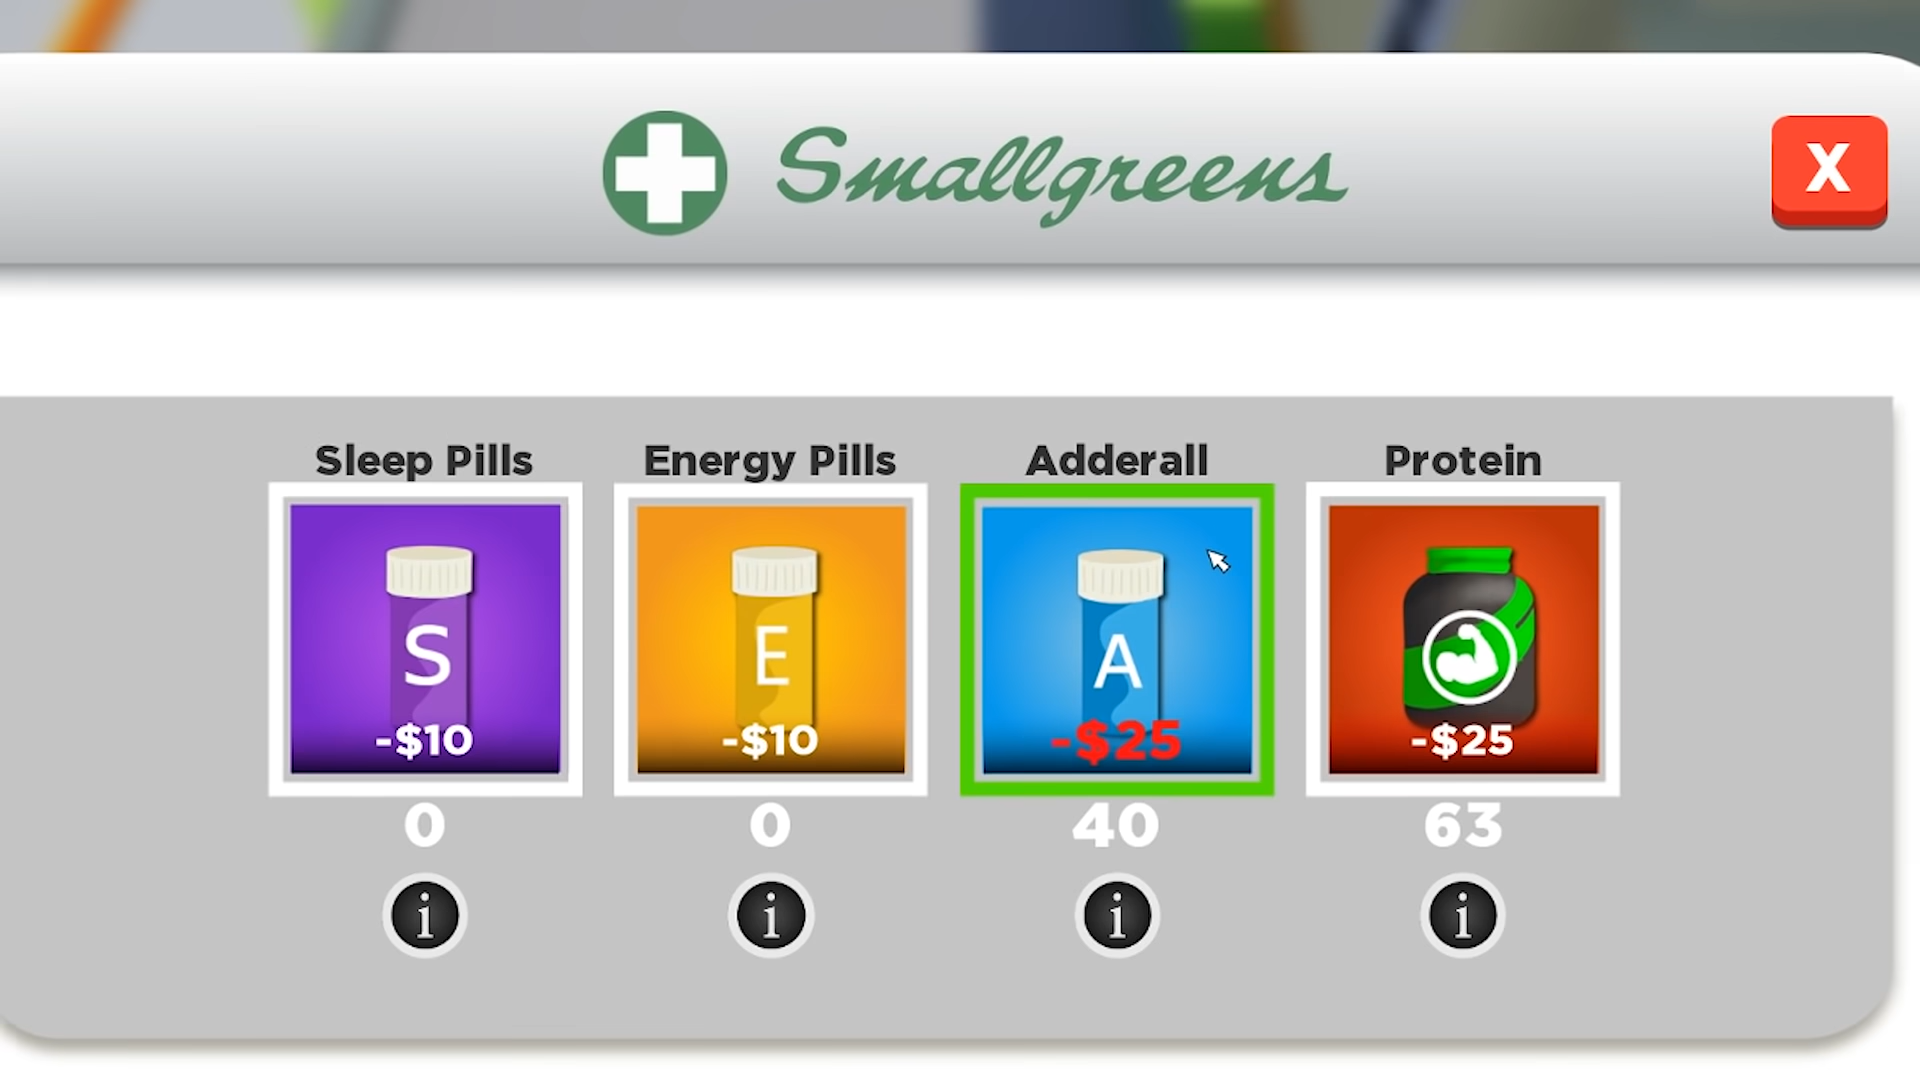 Smallgreens
X
Sleep Pills
Energy Pills
Adderall
Protein
S
E
A
-$10
-$10
-$25
-$25
0
0
40
63
i
i
i
i